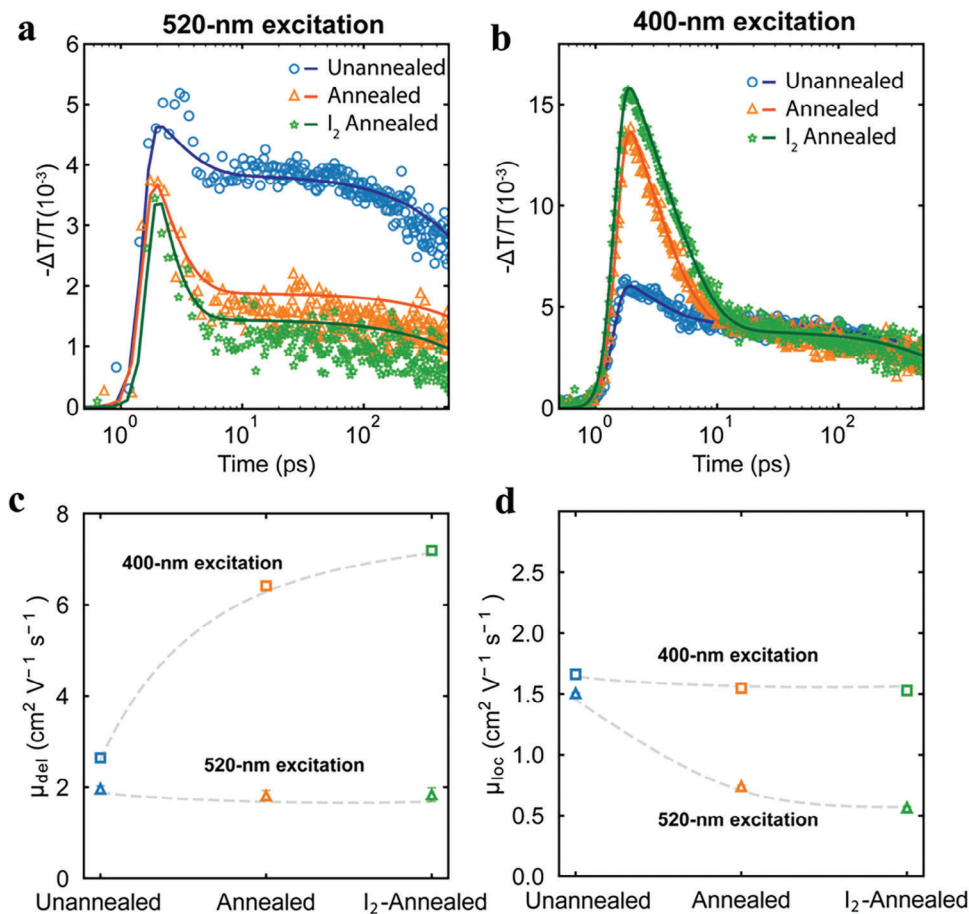 a
520-nm excitation
6
5
4
3
2
1
0
-ΔT/T(10⁻³)
Unannealed
Annealed
I₂ Annealed
10⁰
10¹
10²
Time (ps)
b
400-nm excitation
15
10
5
0
-ΔT/T(10⁻³)
Unannealed
Annealed
I₂ Annealed
10⁰
10¹
10²
Time (ps)
c
8
6
4
2
0
μdel (cm² V⁻¹ s⁻¹)
400-nm excitation
520-nm excitation
Unannealed
Annealed
I₂-Annealed
d
2.5
2.0
1.5
1.0
0.5
0.0
μloc (cm² V⁻¹ s⁻¹)
400-nm excitation
520-nm excitation
Unannealed
Annealed
I₂-Annealed